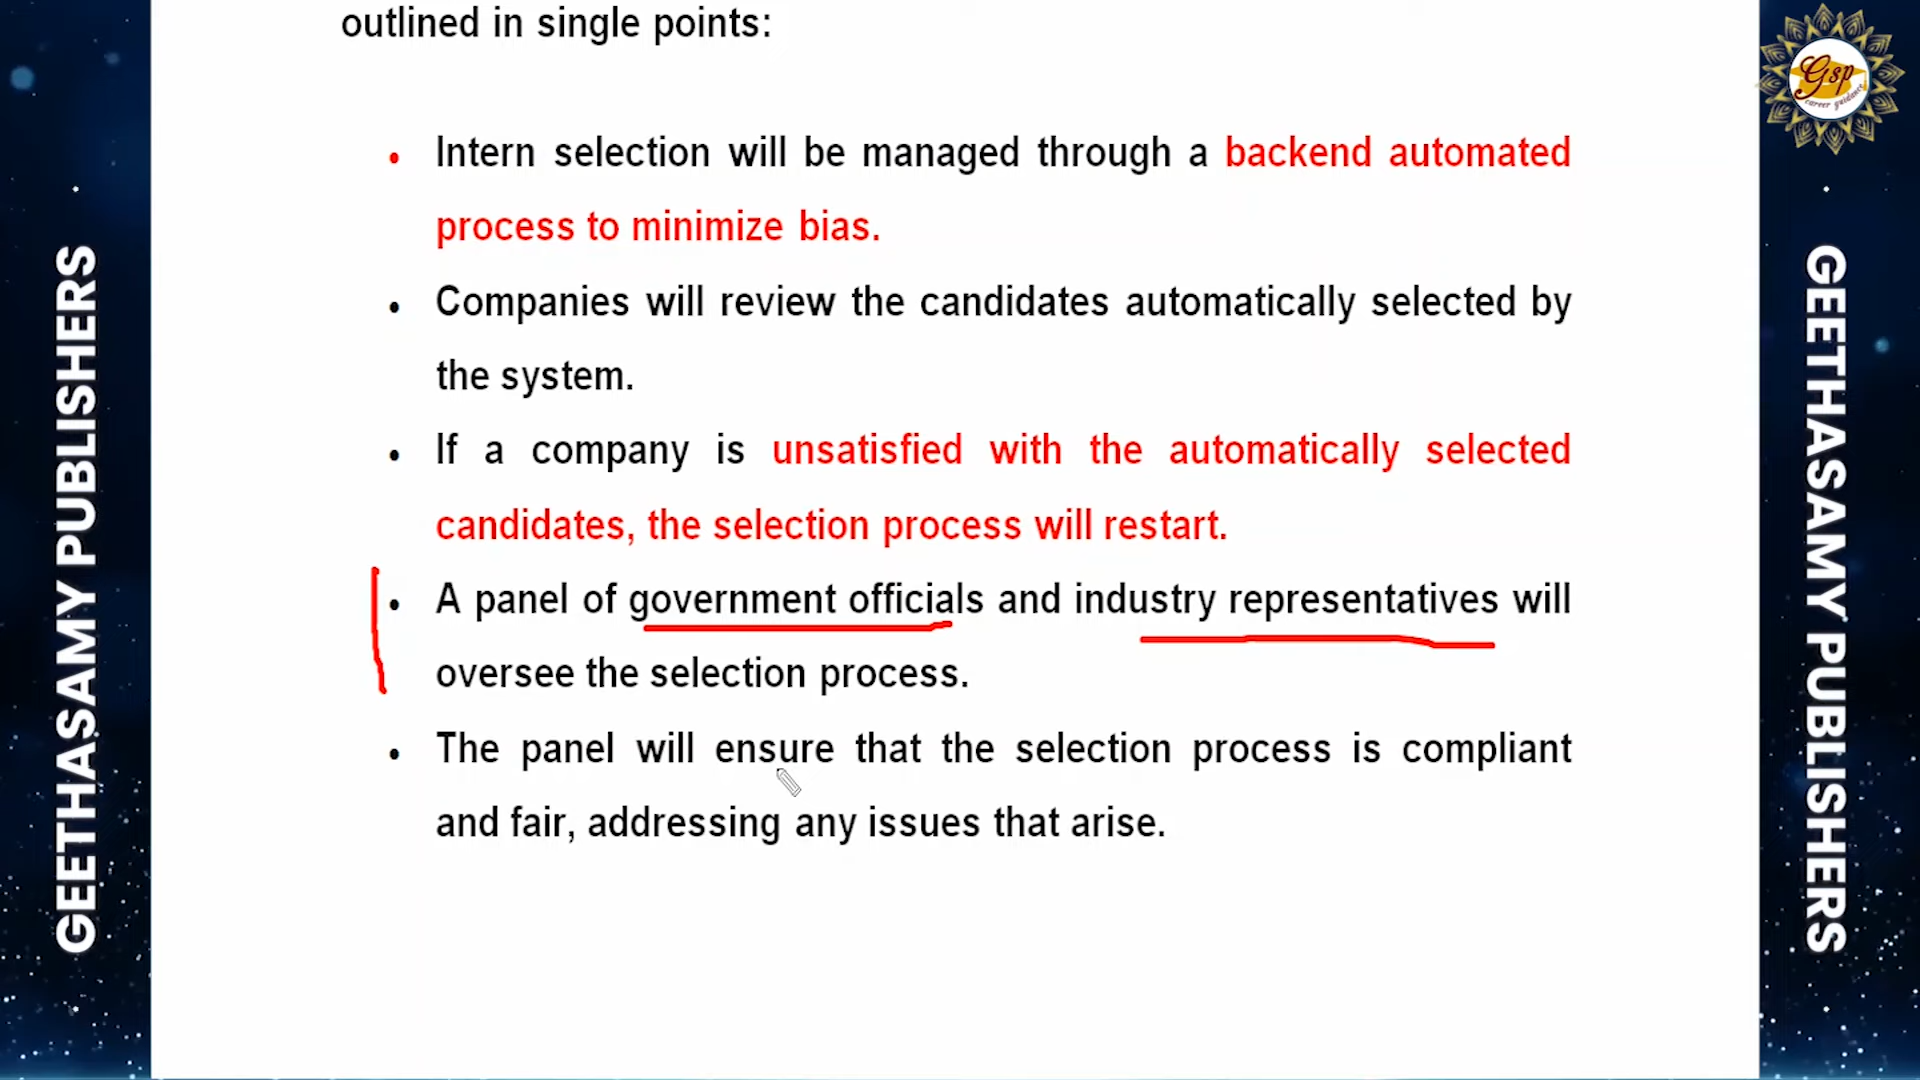 outlined in single points:
• Intern selection will be managed through a backend automated
process to minimize bias.
• Companies will review the candidates automatically selected by
the system.
• If a company is unsatisfied with the automatically selected
candidates, the selection process will restart.
• A panel of government officials and industry representatives will
oversee the selection process.
• The panel will ensure that the selection process is compliant
and fair, addressing any issues that arise.
GEETHASAMY PUBLISHERS
GEETHASAMY PUBLISHERS
Gsp
career guidance